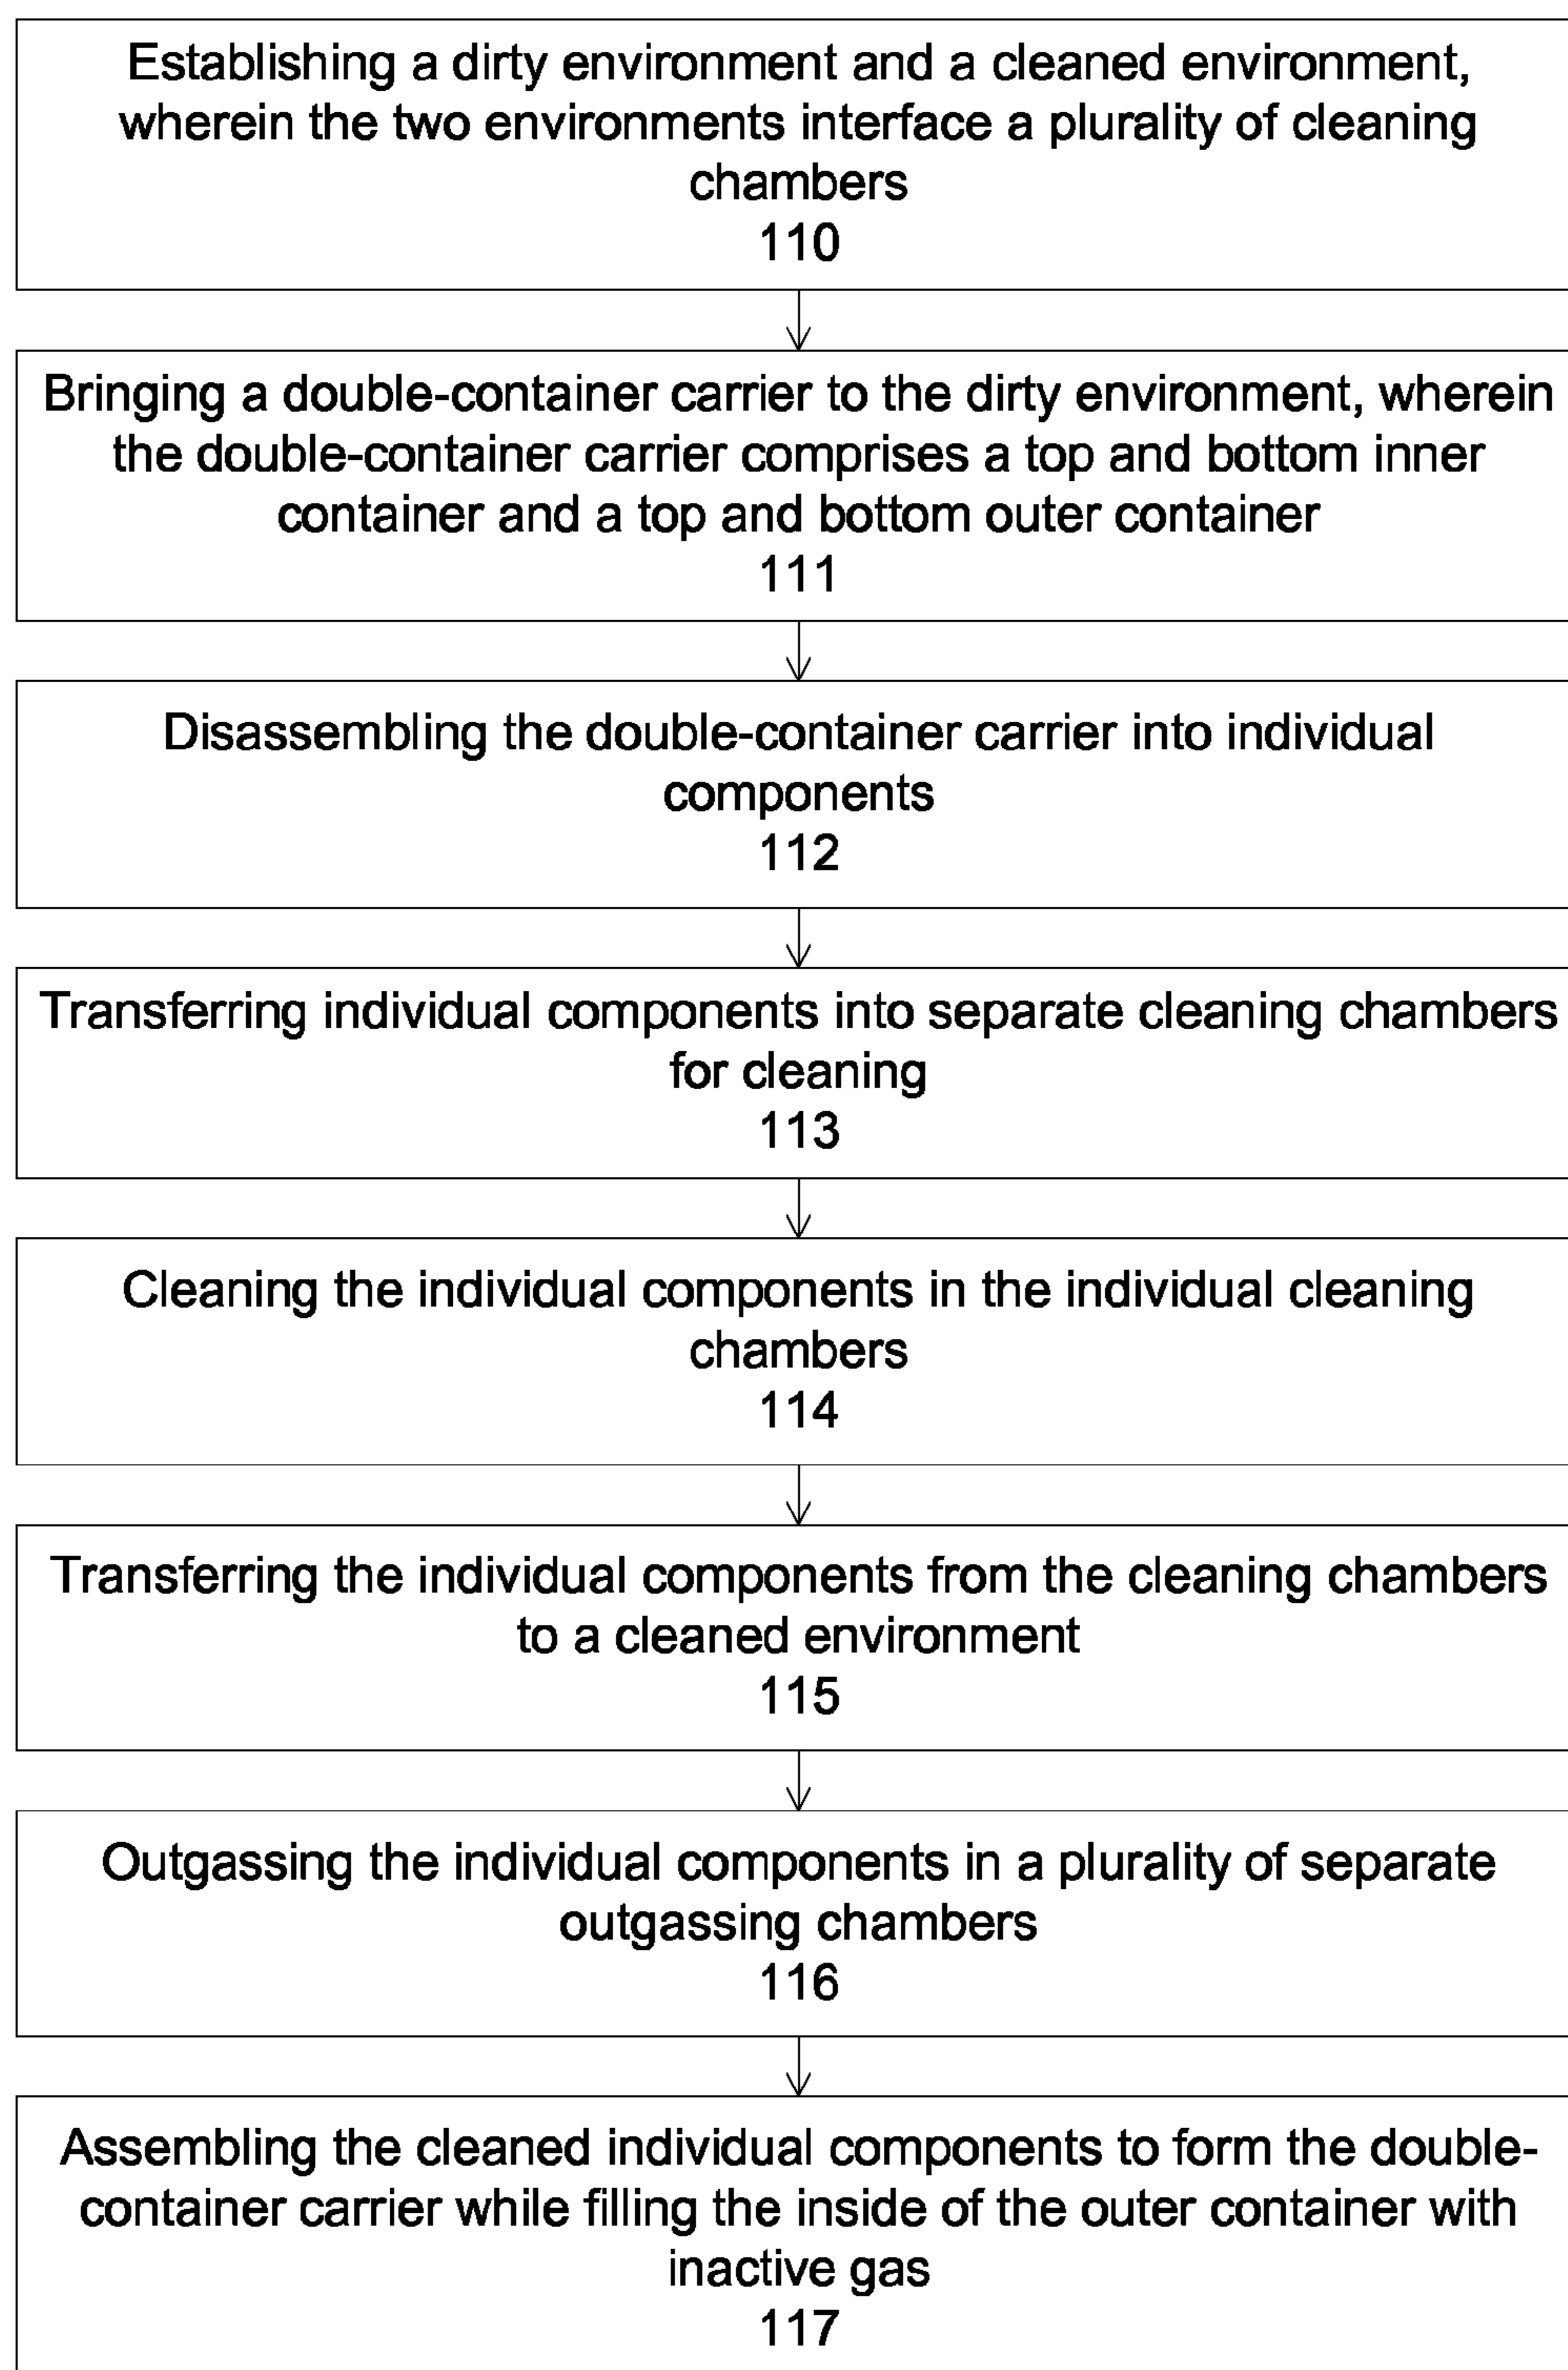 Establishing a dirty environment and a cleaned environment,
wherein the two environments interface a plurality of cleaning
chambers
110
Bringing a double-container carrier to the dirty environment, wherein
the double-container carrier comprises a top and bottom inner
container and a top and bottom outer container
111
Disassembling the double-container carrier into individual
components
112
Transferring individual components into separate cleaning chambers
for cleaning
113
Cleaning the individual components in the individual cleaning
chambers
114
Transferring the individual components from the cleaning chambers
to a cleaned environment
115
Outgassing the individual components in a plurality of separate
outgassing chambers
116
Assembling the cleaned individual components to form the double-
container carrier while filling the inside of the outer container with
inactive gas
117